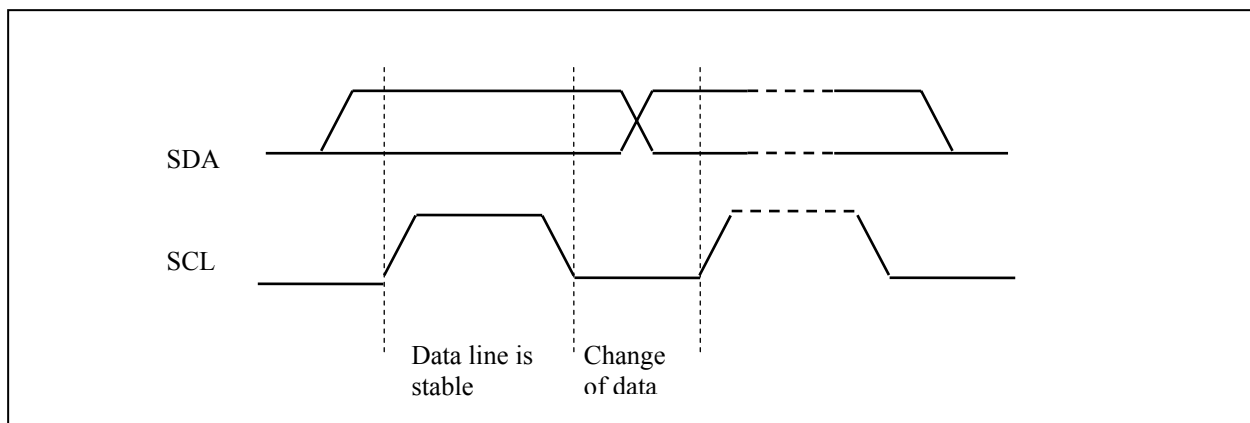 SDA
SCL
Data line is
stable
Change
of data